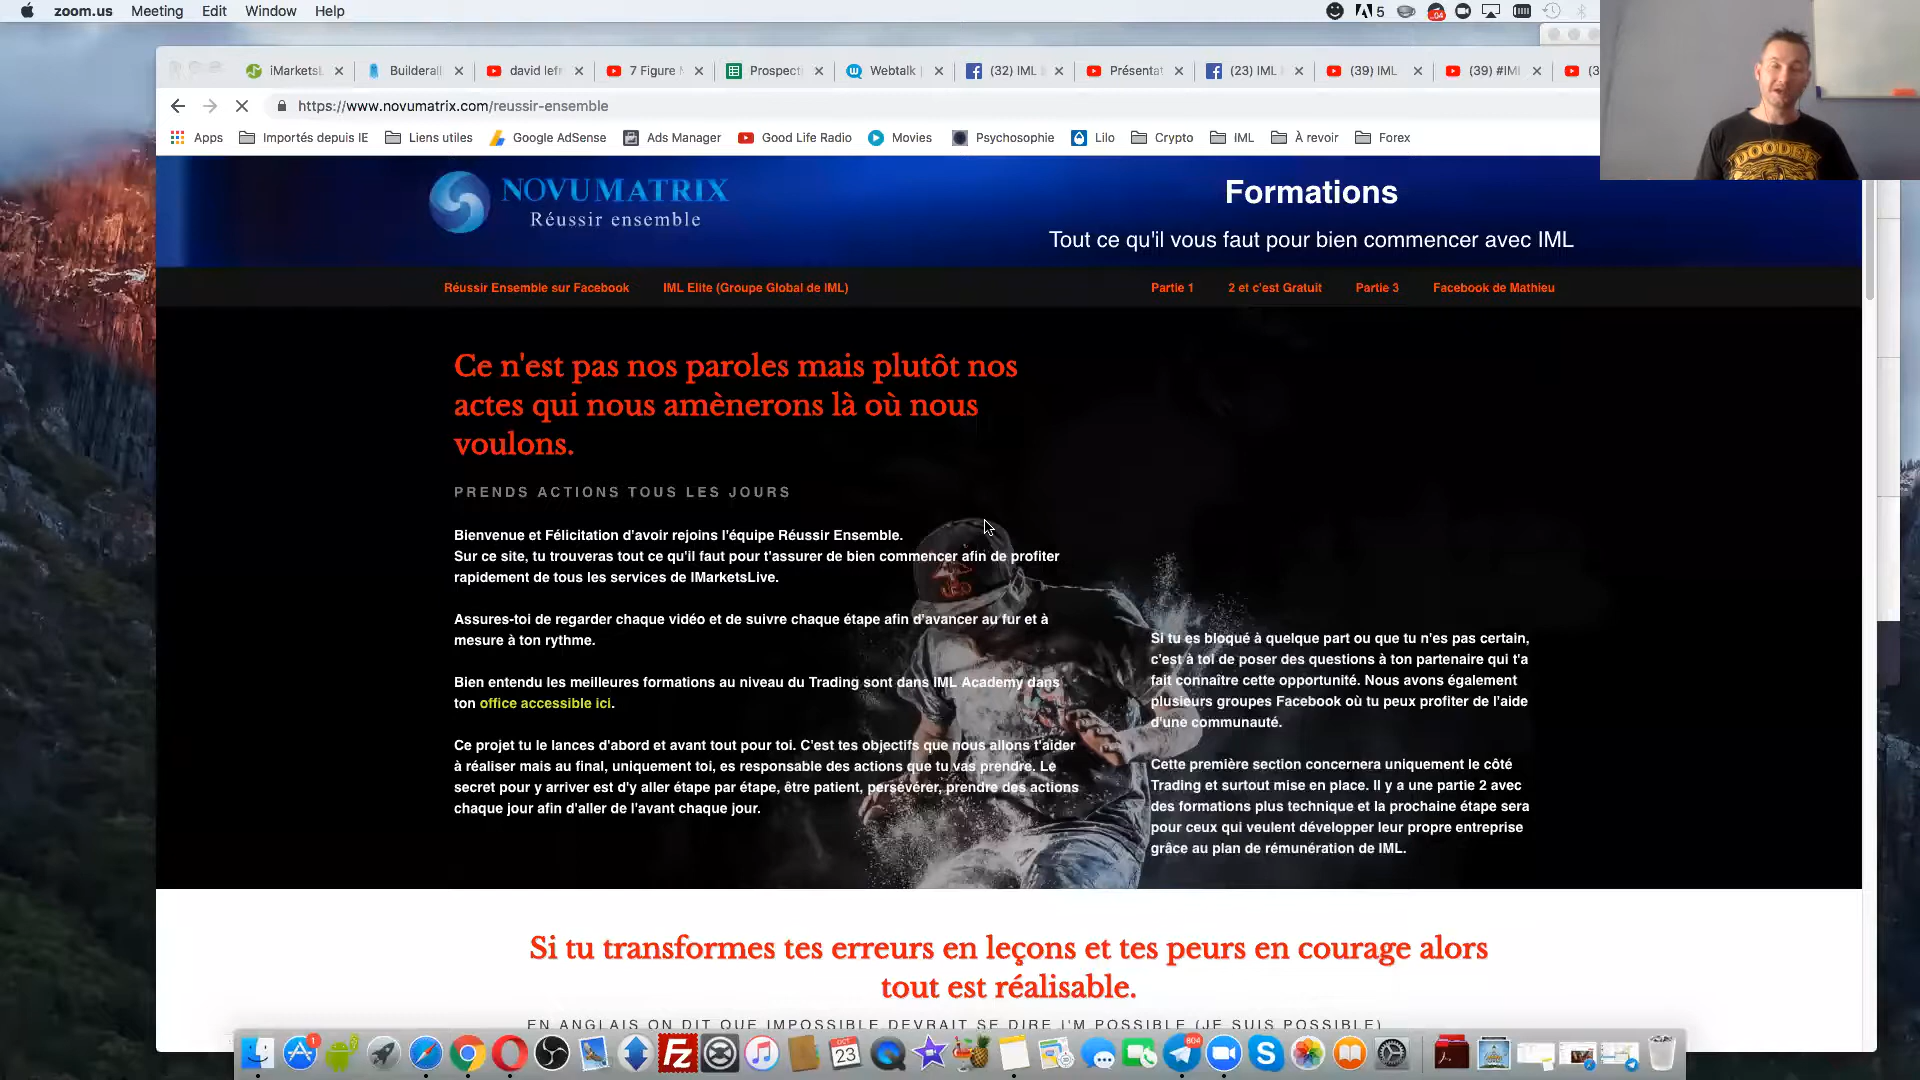 zoom.us Meeting Edit Window Help
5
iMarketsL Builderall david lefr 7 Figure Prospect Webtalk (32) IML Présentat (23) IML (39) IML (39) #IML
https://www.novumatrix.com/reussir-ensemble
Apps Importés depuis IE Liens utiles Google AdSense Ads Manager Good Life Radio Movies Psychosophie Lilo Crypto IML À revoir Forex
DOODEE
NOVUMATRIX
Réussir ensemble
Formations
Tout ce qu'il vous faut pour bien commencer avec IML
Réussir Ensemble sur Facebook IML Elite (Groupe Global de IML) Partie 1 2 et c'est Gratuit Partie 3 Facebook de Mathieu
Ce n'est pas nos paroles mais plutôt nos
actes qui nous amènerons là où nous
voulons.
PRENDS ACTIONS TOUS LES JOURS
Bienvenue et Félicitation d'avoir rejoins l'équipe Réussir Ensemble.
Sur ce site, tu trouveras tout ce qu'il faut pour t'assurer de bien commencer afin de profiter
rapidement de tous les services de IMarketsLive.
Assures-toi de regarder chaque vidéo et de suivre chaque étape afin d'avancer au fur et à
mesure à ton rythme.
Bien entendu les meilleures formations au niveau du Trading sont dans IML Academy dans
ton office accessible ici.
Ce projet tu le lances d'abord et avant tout pour toi. C'est tes objectifs que nous allons t'aider
à réaliser mais au final, uniquement toi, es responsable des actions que tu vas prendre. Le
secret pour y arriver est d'y aller étape par étape, être patient, persévérer, prendre des actions
chaque jour afin d'aller de l'avant chaque jour.
Si tu es bloqué à quelque part ou que tu n'es pas certain,
c'est à toi de poser des questions à ton partenaire qui t'a
fait connaître cette opportunité. Nous avons également
plusieurs groupes Facebook où tu peux profiter de l'aide
d'une communauté.
Cette première section concernera uniquement le côté
Trading et surtout mise en place. Il y a une partie 2 avec
des formations plus technique et la prochaine étape sera
pour ceux qui veulent développer leur propre entreprise
grâce au plan de rémunération de IML.
Si tu transformes tes erreurs en leçons et tes peurs en courage alors
tout est réalisable.
EN ANGLAIS ON DIT QUE IMPOSSIBLE DEVRAIT SE DIRE I'M POSSIBLE (JE SUIS POSSIBLE)
1
OCT
23
804